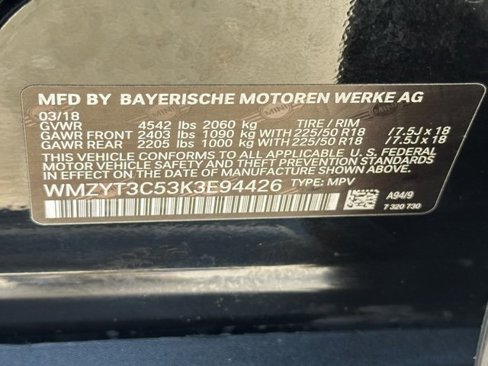 MFD BY BAYERISCHE MOTOREN WERKE AG
03/18
GVWR 4542 lbs 2060 kg TIRE / RIM
GAWR FRONT 2403 lbs 1090 kg WITH 225/50 R18 /7.5J x 18
GAWR REAR 2205 lbs 1000 kg WITH 225/50 R18 /7.5J x 18
THIS VEHICLE CONFORMS TO ALL APPLICABLE U. S. FEDERAL
MOTOR VEHICLE SAFETY AND THEFT PREVENTION STANDARDS
IN EFFECT ON THE DATE OF MANUFACTURE SHOWN ABOVE.
WMZYT3C53K3E94426 TYPE: MPV
A94/9
7 320 730